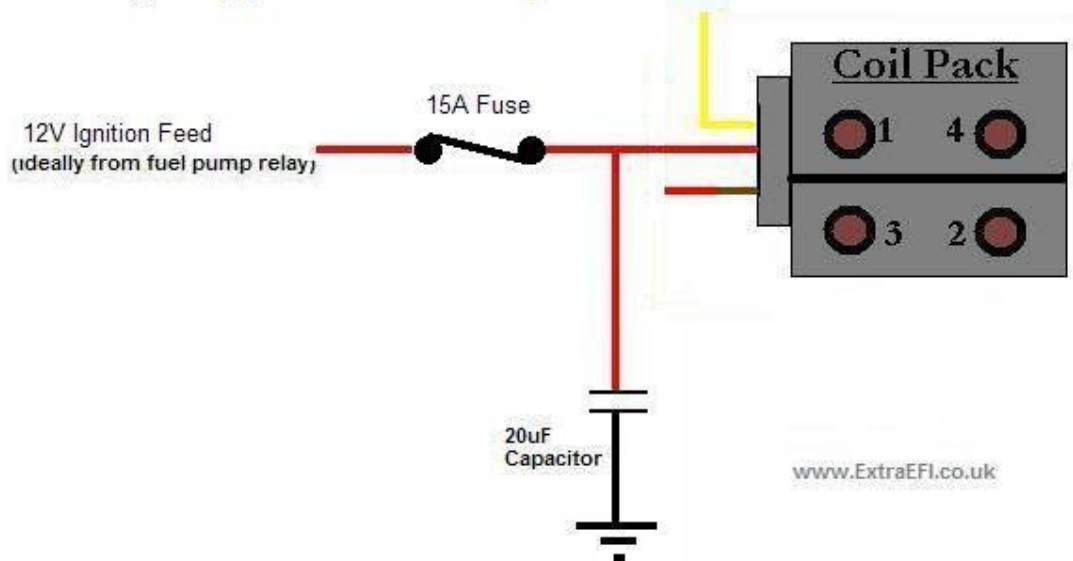 Coil Pack
15A Fuse
12V Ignition Feed
(ideally from fuel pump relay)
1 4
3 2
20uF
Capacitor
www.ExtraEFI.co.uk